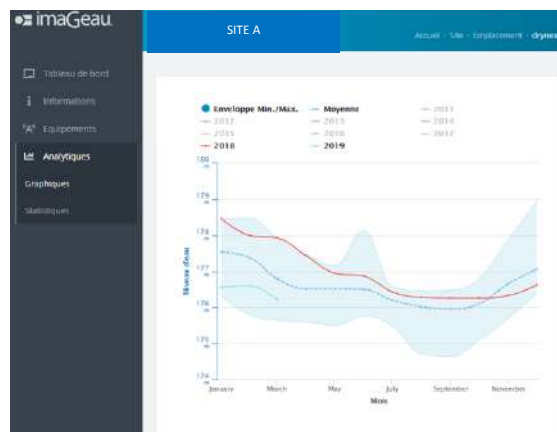 imaGeau
SITE A
Accueil - Site - Emplacement -
Tableau de bord
Informations
Equipements
Analytiques
Graphiques
Statistiques
Enveloppe Min./Max.
Moyenne
2011
2012
2013
2014
2015
2016
2017
2018
2019
180
m
179
m
178
m
177
m
176
m
175
m
174
m
Niveau d'eau
January
March
May
July
September
November
Mois